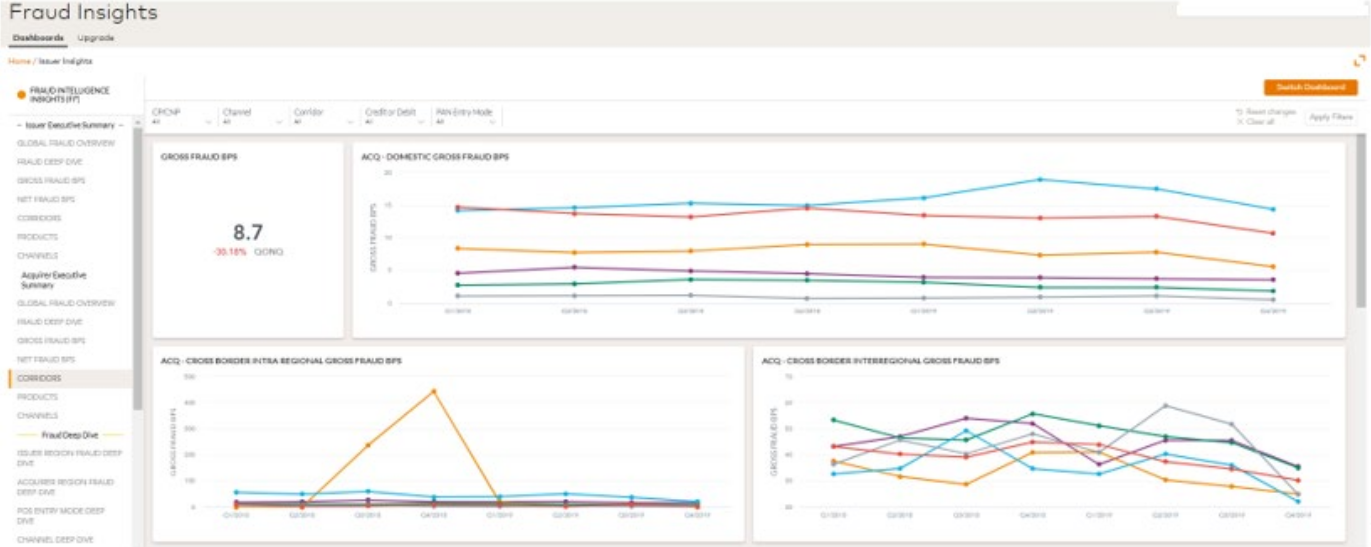 Fraud Insights
Dashboards Upgrade
Home / Issuer Insights
FRAUD INTELLIGENCE
INSIGHTS (FI²)
Switch Dashboard
CP/CNP Channel Corridor Credit or Debit PAN Entry Mode
All All All All All
Reset changes
Clear all
Apply Filters
Issuer Executive Summary
GLOBAL FRAUD OVERVIEW
FRAUD DEEP DIVE
GROSS FRAUD BPS
NET FRAUD BPS
CORRIDORS
PRODUCTS
CHANNELS
Acquirer Executive
Summary
GLOBAL FRAUD OVERVIEW
FRAUD DEEP DIVE
GROSS FRAUD BPS
NET FRAUD BPS
CORRIDORS
PRODUCTS
CHANNELS
Fraud Deep Dive
ISSUER REGION FRAUD DEEP
DIVE
ACQUIRER REGION FRAUD
DEEP DIVE
POS ENTRY MODE DEEP
DIVE
CHANNEL DEEP DIVE
GROSS FRAUD BPS
8.7
-30.18% QONQ
ACQ - DOMESTIC GROSS FRAUD BPS
GROSS FRAUD BPS
20
15
10
5
0
Q1/2018 Q2/2018 Q3/2018 Q4/2018 Q1/2019 Q2/2019 Q3/2019 Q4/2019
ACQ - CROSS BORDER INTRA REGIONAL GROSS FRAUD BPS
GROSS FRAUD BPS
500
400
300
200
100
0
Q1/2018 Q2/2018 Q3/2018 Q4/2018 Q1/2019 Q2/2019 Q3/2019 Q4/2019
ACQ - CROSS BORDER INTERREGIONAL GROSS FRAUD BPS
GROSS FRAUD BPS
70
60
50
40
30
20
Q1/2018 Q2/2018 Q3/2018 Q4/2018 Q1/2019 Q2/2019 Q3/2019 Q4/2019